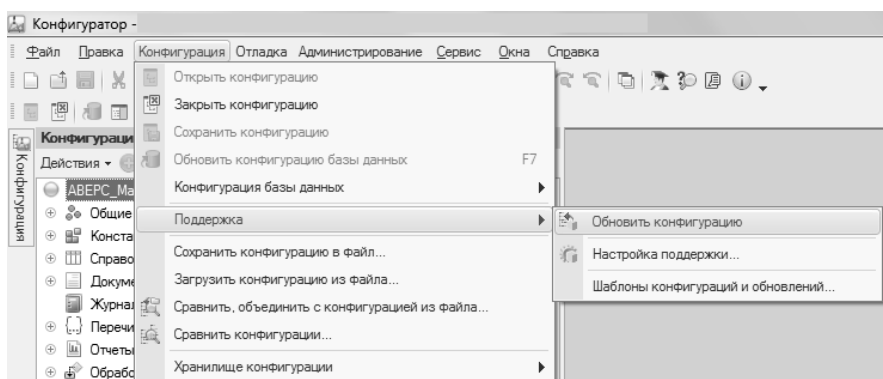 Конфигуратор -
Файл Правка Конфигурация Отладка Администрирование Сервис Окна Справка
Открыть конфигурацию
Закрыть конфигурацию
Сохранить конфигурацию
Обновить конфигурацию базы данных F7
Конфигурация базы данных
Поддержка
Обновить конфигурацию
Настройка поддержки...
Шаблоны конфигураций и обновлений...
Сохранить конфигурацию в файл...
Загрузить конфигурацию из файла...
Сравнить, объединить с конфигурацией из файла...
Сравнить конфигурации...
Хранилище конфигурации
Конфигурация
Конфигураци
Действия
АВЕРС_Ма
Общие
Конста
Справо
Докуме
Журнал
Перечи
Отчеты
Обрабо